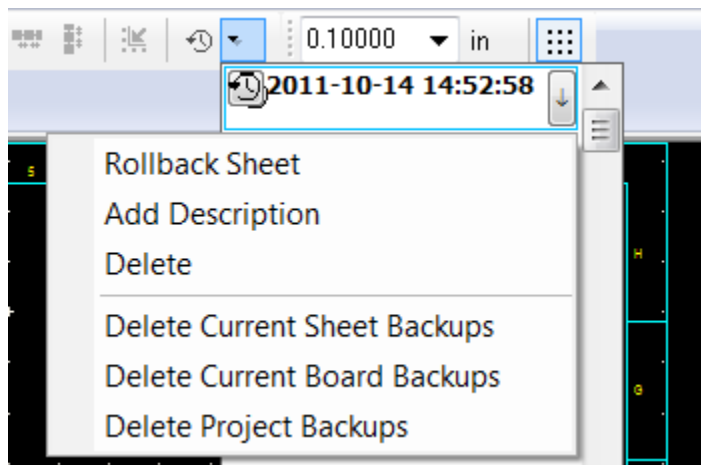 0.10000 in
2011-10-14 14:52:58
S
Rollback Sheet
Add Description
Delete
H
Delete Current Sheet Backups
Delete Current Board Backups
G
Delete Project Backups